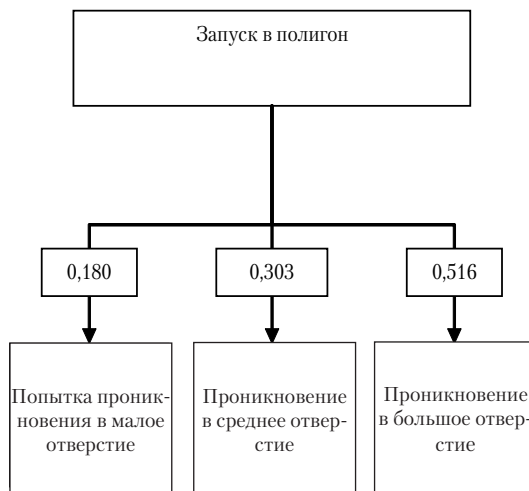 Запуск в полигон
0,180
0,303
0,516
Попытка проник-
новения в малое
отверстие
Проникновение
в среднее отвер-
стие
Проникновение
в большое отвер-
стие